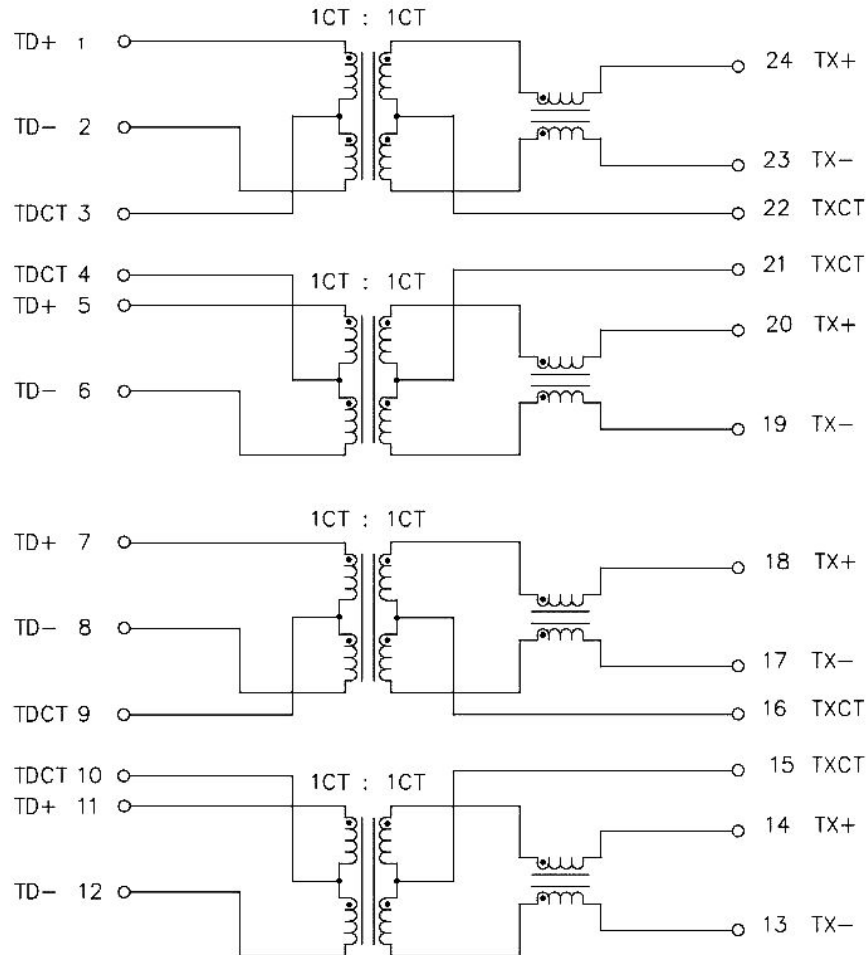 1CT : 1CT
TD+ 1
24 TX+
TD- 2
23 TX-
TDCT 3
22 TXCT
TDCT 4
21 TXCT
1CT : 1CT
TD+ 5
20 TX+
TD- 6
19 TX-
1CT : 1CT
TD+ 7
18 TX+
TD- 8
17 TX-
TDCT 9
16 TXCT
TDCT 10
15 TXCT
1CT : 1CT
TD+ 11
14 TX+
TD- 12
13 TX-